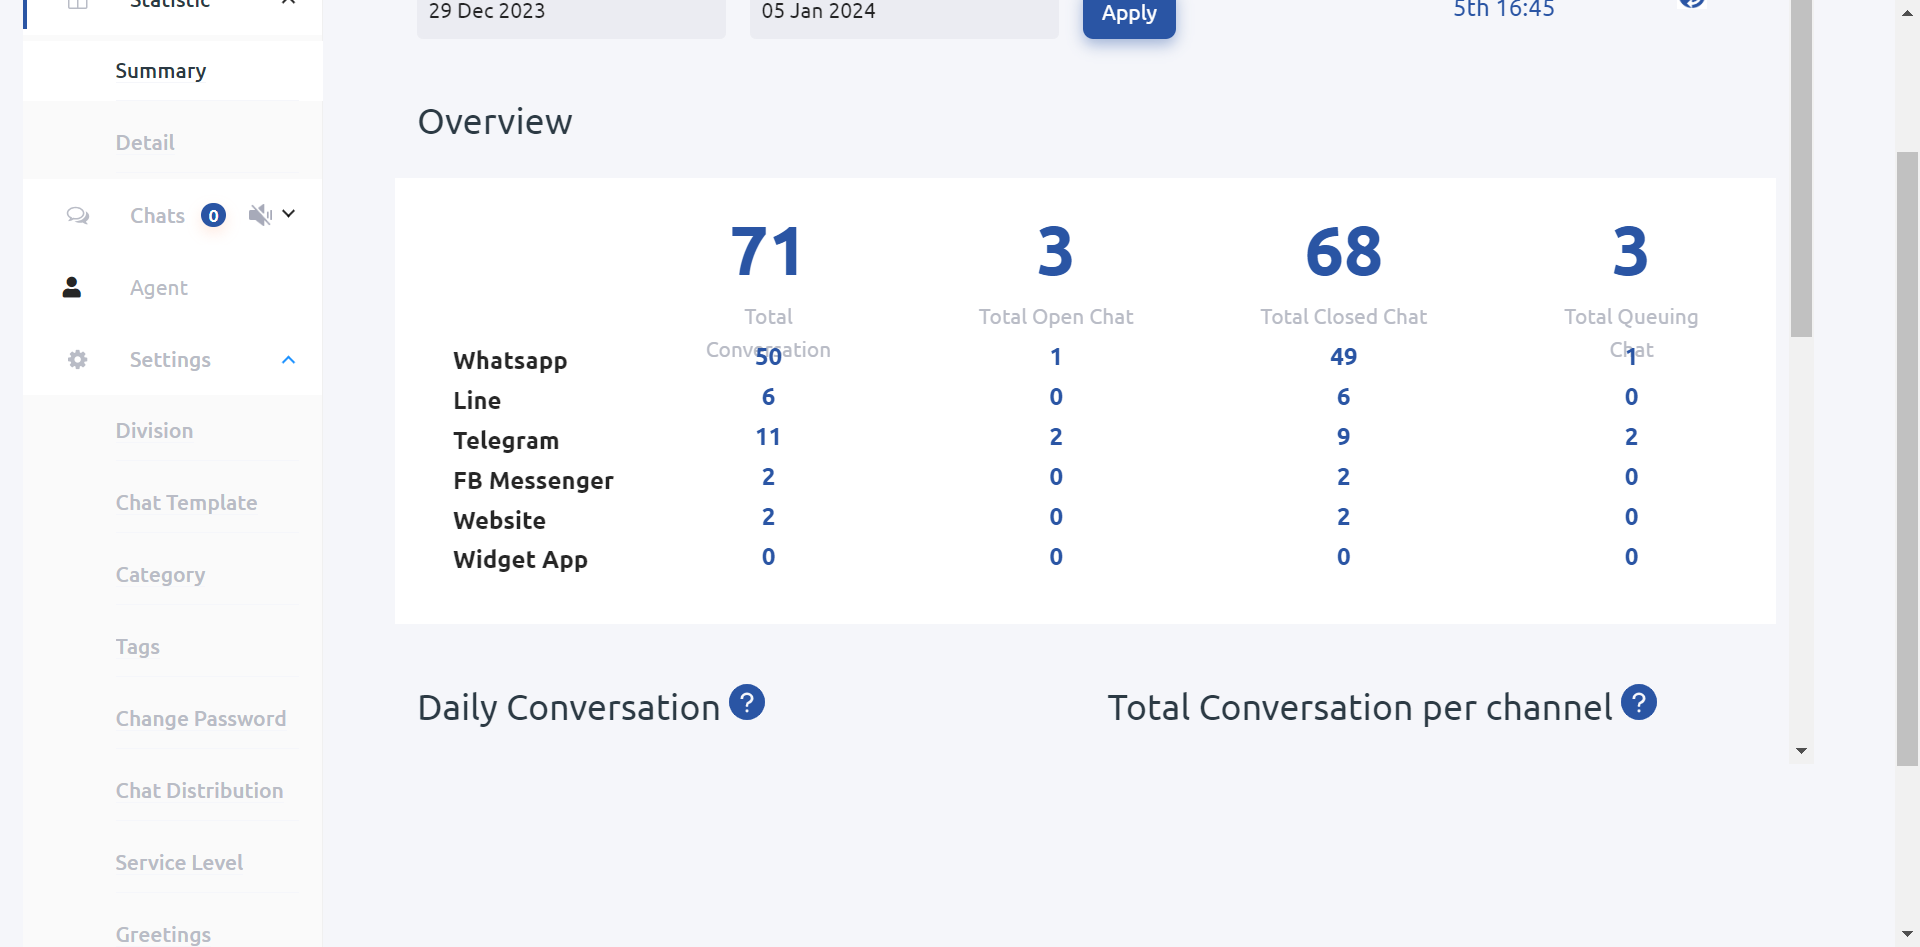 Statistic
Summary
Detail
Chats 0
Agent
Settings
Division
Chat Template
Category
Tags
Change Password
Chat Distribution
Service Level
Greetings
29 Dec 2023 05 Jan 2024 Apply 5th 16:45
Overview
71 3 68 3
Total Conversation Total Open Chat Total Closed Chat Total Queuing Chat
Whatsapp 50 1 49 1
Line 6 0 6 0
Telegram 11 2 9 2
FB Messenger 2 0 2 0
Website 2 0 2 0
Widget App 0 0 0 0
Daily Conversation ? Total Conversation per channel ?